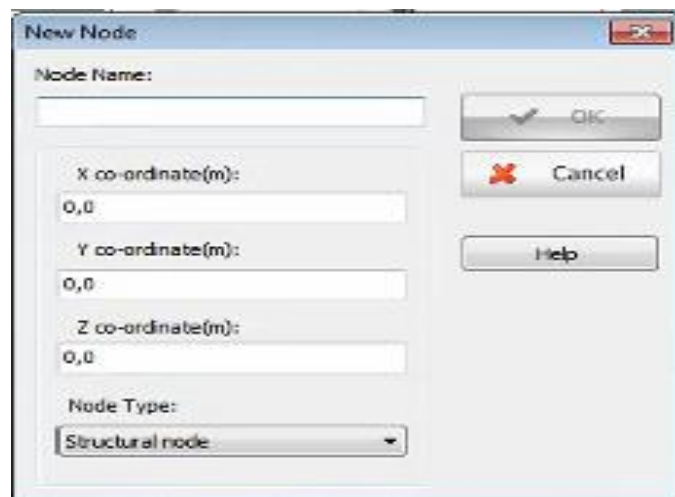 New Node
Node Name:
OK
X co-ordinate(m):
Cancel
0,0
Y co-ordinate(m):
Help
0,0
Z co-ordinate(m):
0,0
Node Type:
Structural node